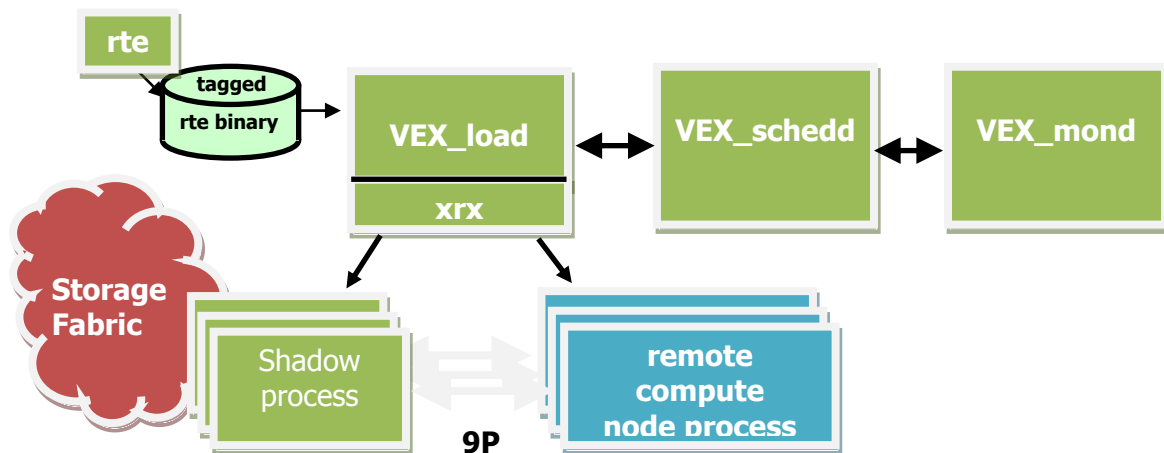 rte
tagged
rte binary
VEX_load
xrx
VEX_schedd
VEX_mond
Storage
Fabric
Shadow
process
remote
compute
node process
9P